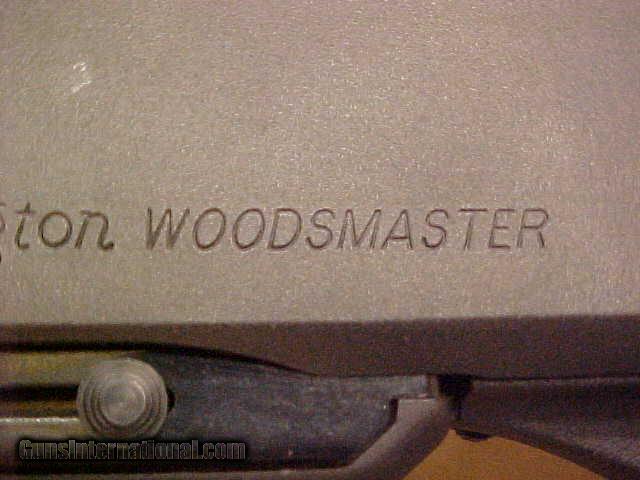 gton WOODSMASTER
GunsInternational.com